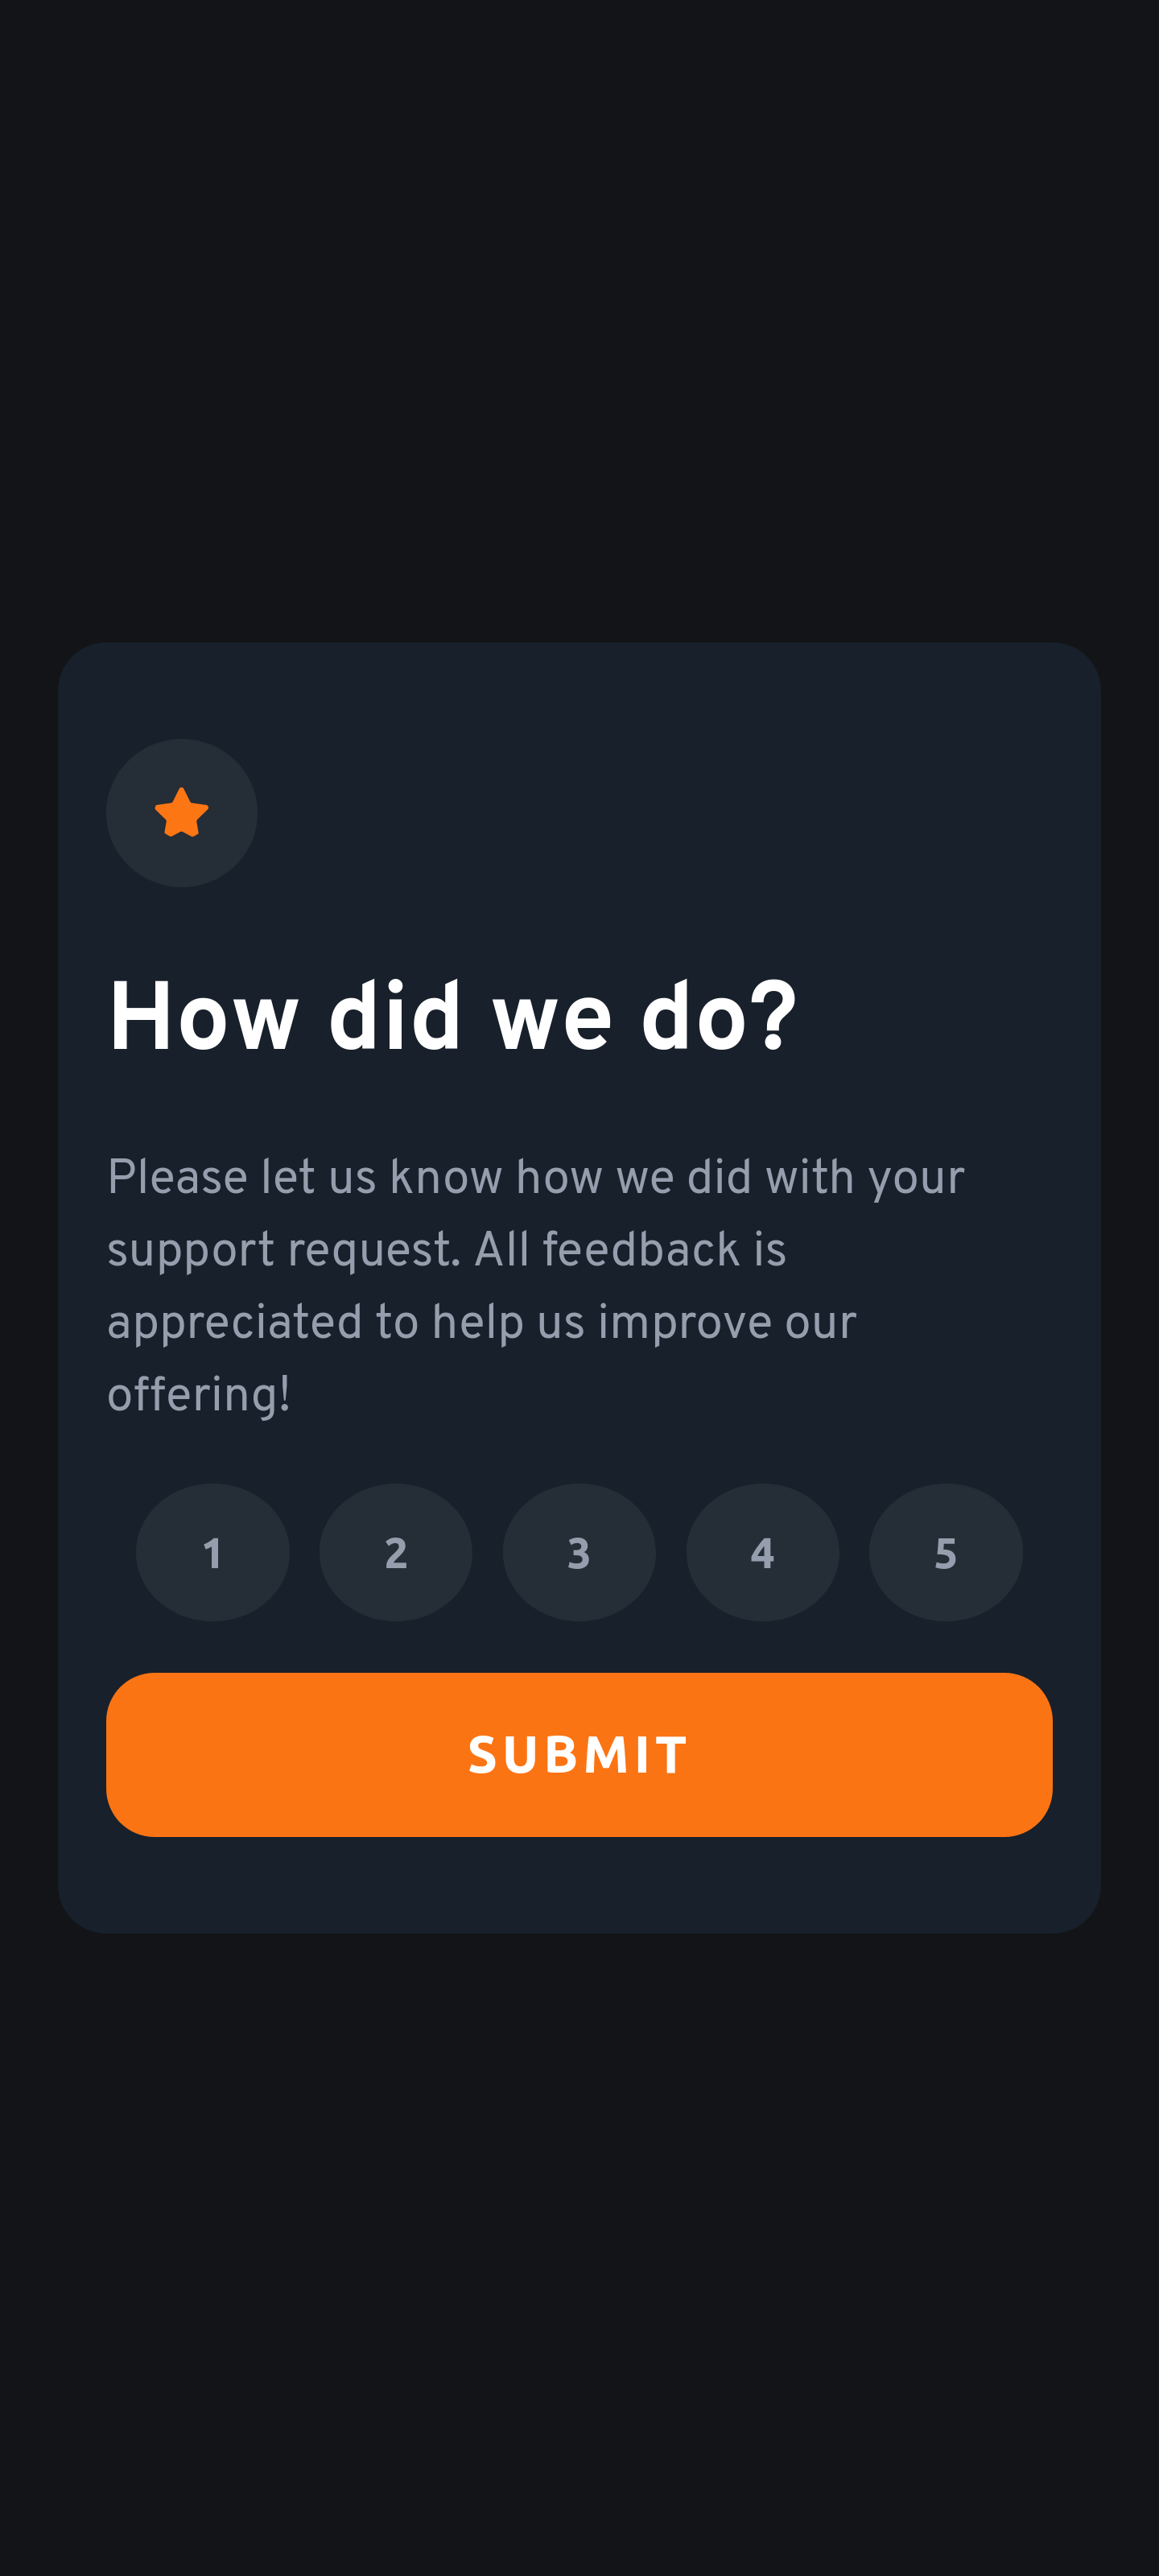 How did we do?
Please let us know how we did with your
support request. All feedback is
appreciated to help us improve our
offering!
1 2 3 4 5
SUBMIT